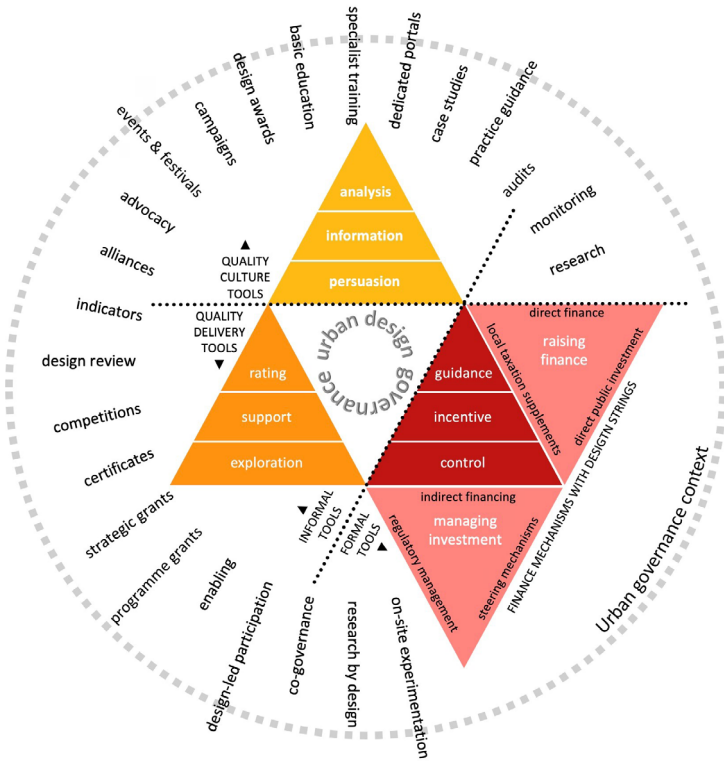 specialist training
dedicated portals
basic education
case studies
design awards
practice guidance
campaigns
events & festivals
audits
advocacy
monitoring
alliances
research
indicators
design review
competitions
certificates
strategic grants
programme grants
enabling
design-led participation
co-governance
research by design
on-site experimentation
analysis
information
persuasion
▲
QUALITY
CULTURE
TOOLS
QUALITY
DELIVERY
TOOLS
▼
urban design governance
rating
support
exploration
guidance
incentive
control
direct finance
raising
finance
local taxation supplements
direct public investment
indirect financing
managing
investment
regulatory management
steering mechanisms
FINANCE MECHANISMS WITH DESIGTN STRINGS
◀ INFORMAL
TOOLS
FORMAL
TOOLS ▶
Urban governance context